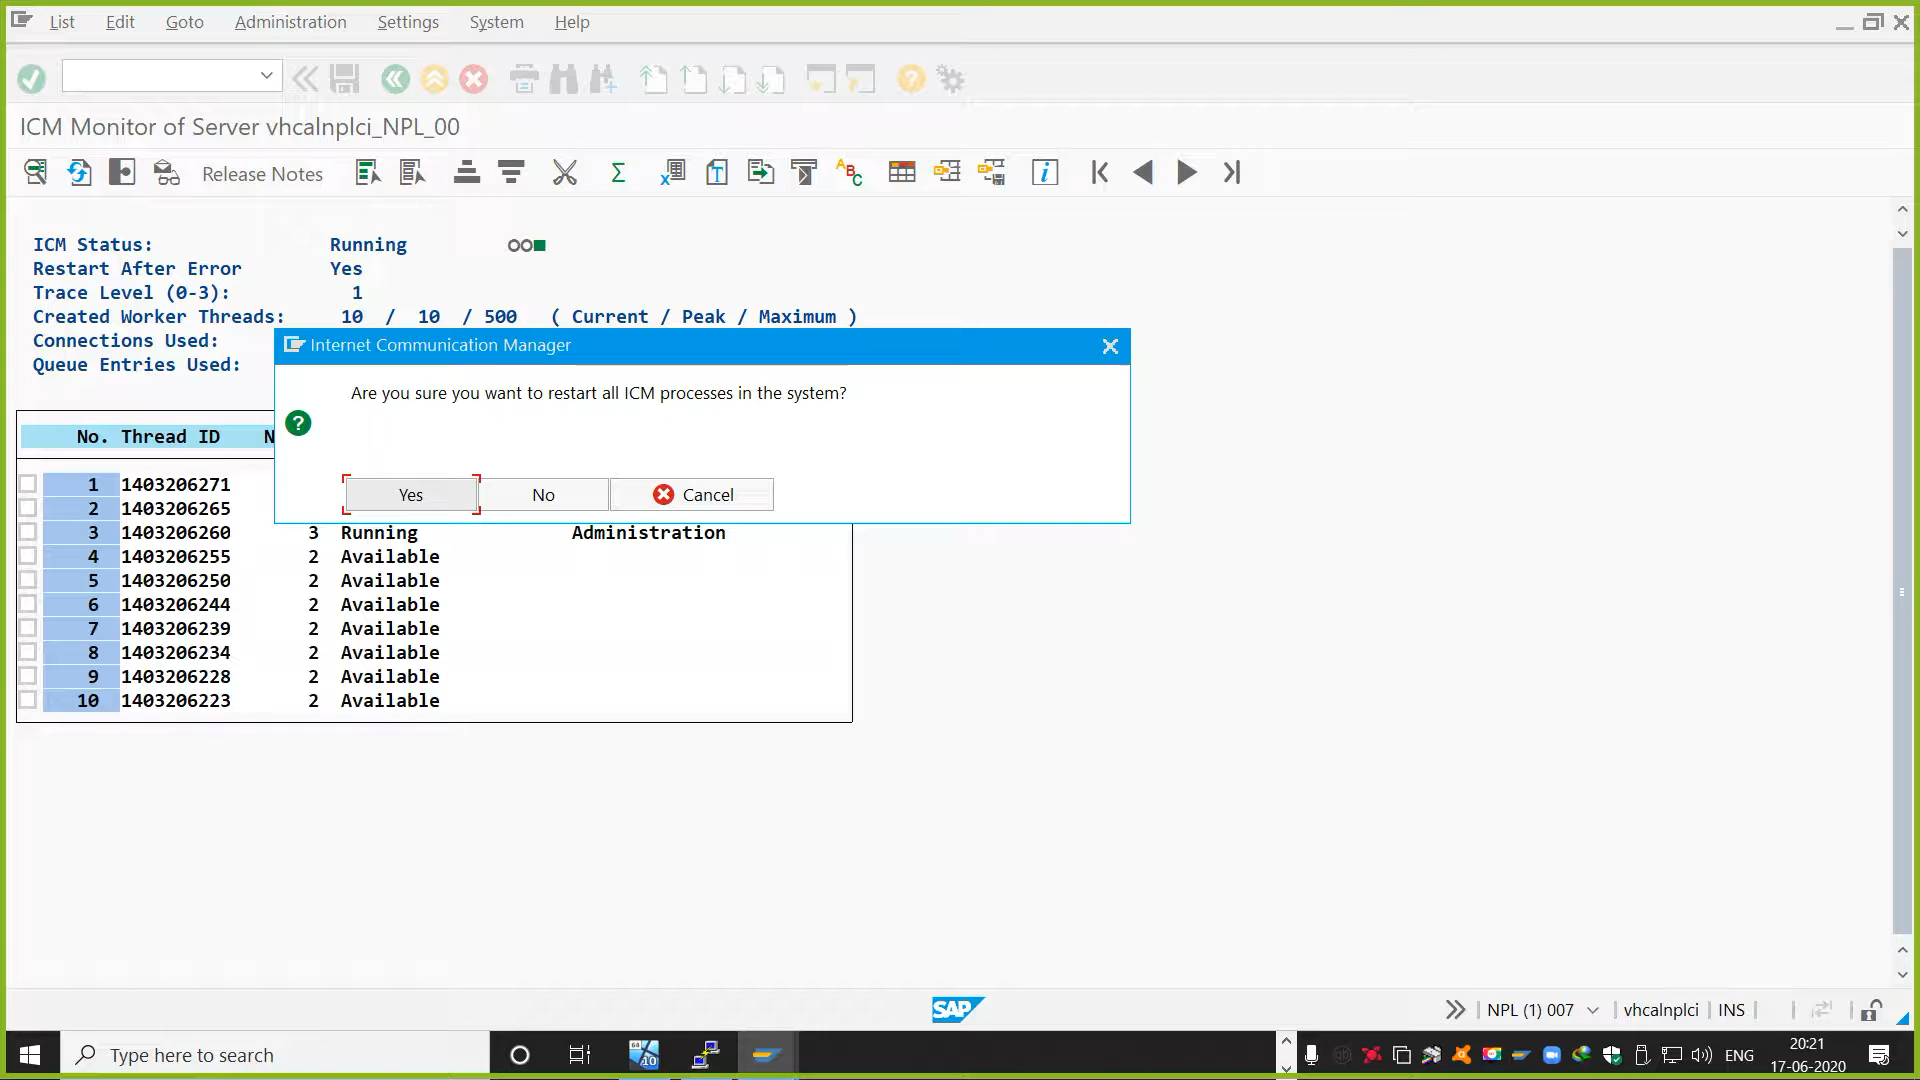 List Edit Goto Administration Settings System Help
ICM Monitor of Server vhcalnplci_NPL_00
Release Notes
ICM Status: Running
Restart After Error Yes
Trace Level (0-3): 1
Created Worker Threads: 10 / 10 / 500 ( Current / Peak / Maximum )
Connections Used:
Queue Entries Used:
Internet Communication Manager
Are you sure you want to restart all ICM processes in the system?
Yes No Cancel
No. Thread ID N
1 1403206271
2 1403206265
3 1403206260 3 Running Administration
4 1403206255 2 Available
5 1403206250 2 Available
6 1403206244 2 Available
7 1403206239 2 Available
8 1403206234 2 Available
9 1403206228 2 Available
10 1403206223 2 Available
SAP
NPL (1) 007 vhcalnplci INS
Type here to search
ENG
20:21
17-06-2020